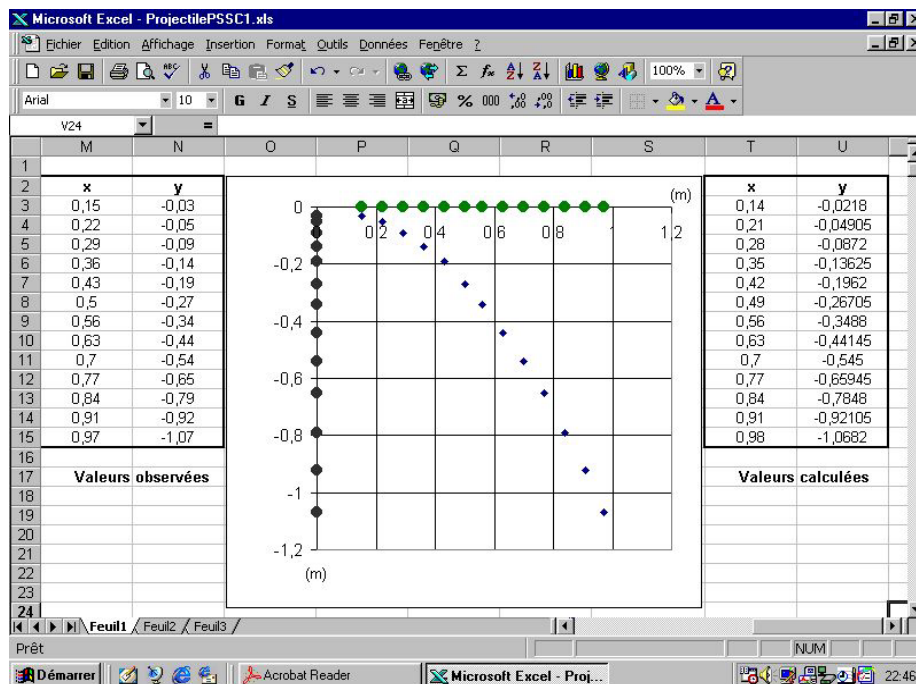 Microsoft Excel - ProjectilePSSC1.xls
Fichier Edition Affichage Insertion Format Outils Données Fenêtre ?
100%
Arial 10 G I S % 000
V24 =
M N O P Q R S T U
1
2 x y (m) x y
3 0,15 -0,03 0 0,14 -0,0218
4 0,22 -0,05 0 0,2 0,4 0,6 0,8 1 1,2 0,21 -0,04905
5 0,29 -0,09 0,28 -0,0872
6 0,36 -0,14 -0,2 0,35 -0,13625
7 0,43 -0,19 0,42 -0,1962
8 0,5 -0,27 0,49 -0,26705
9 0,56 -0,34 -0,4 0,56 -0,3488
10 0,63 -0,44 0,63 -0,44145
11 0,7 -0,54 0,7 -0,545
12 0,77 -0,65 -0,6 0,77 -0,65945
13 0,84 -0,79 0,84 -0,7848
14 0,91 -0,92 0,91 -0,92105
15 0,97 -1,07 -0,8 0,98 -1,0682
16
17 Valeurs observées Valeurs calculées
18 -1
19
20 -1,2
21
22 (m)
23
24
Feuil1 Feuil2 Feuil3
Prêt NUM
Démarrer Acrobat Reader Microsoft Excel - Proj... 22:46